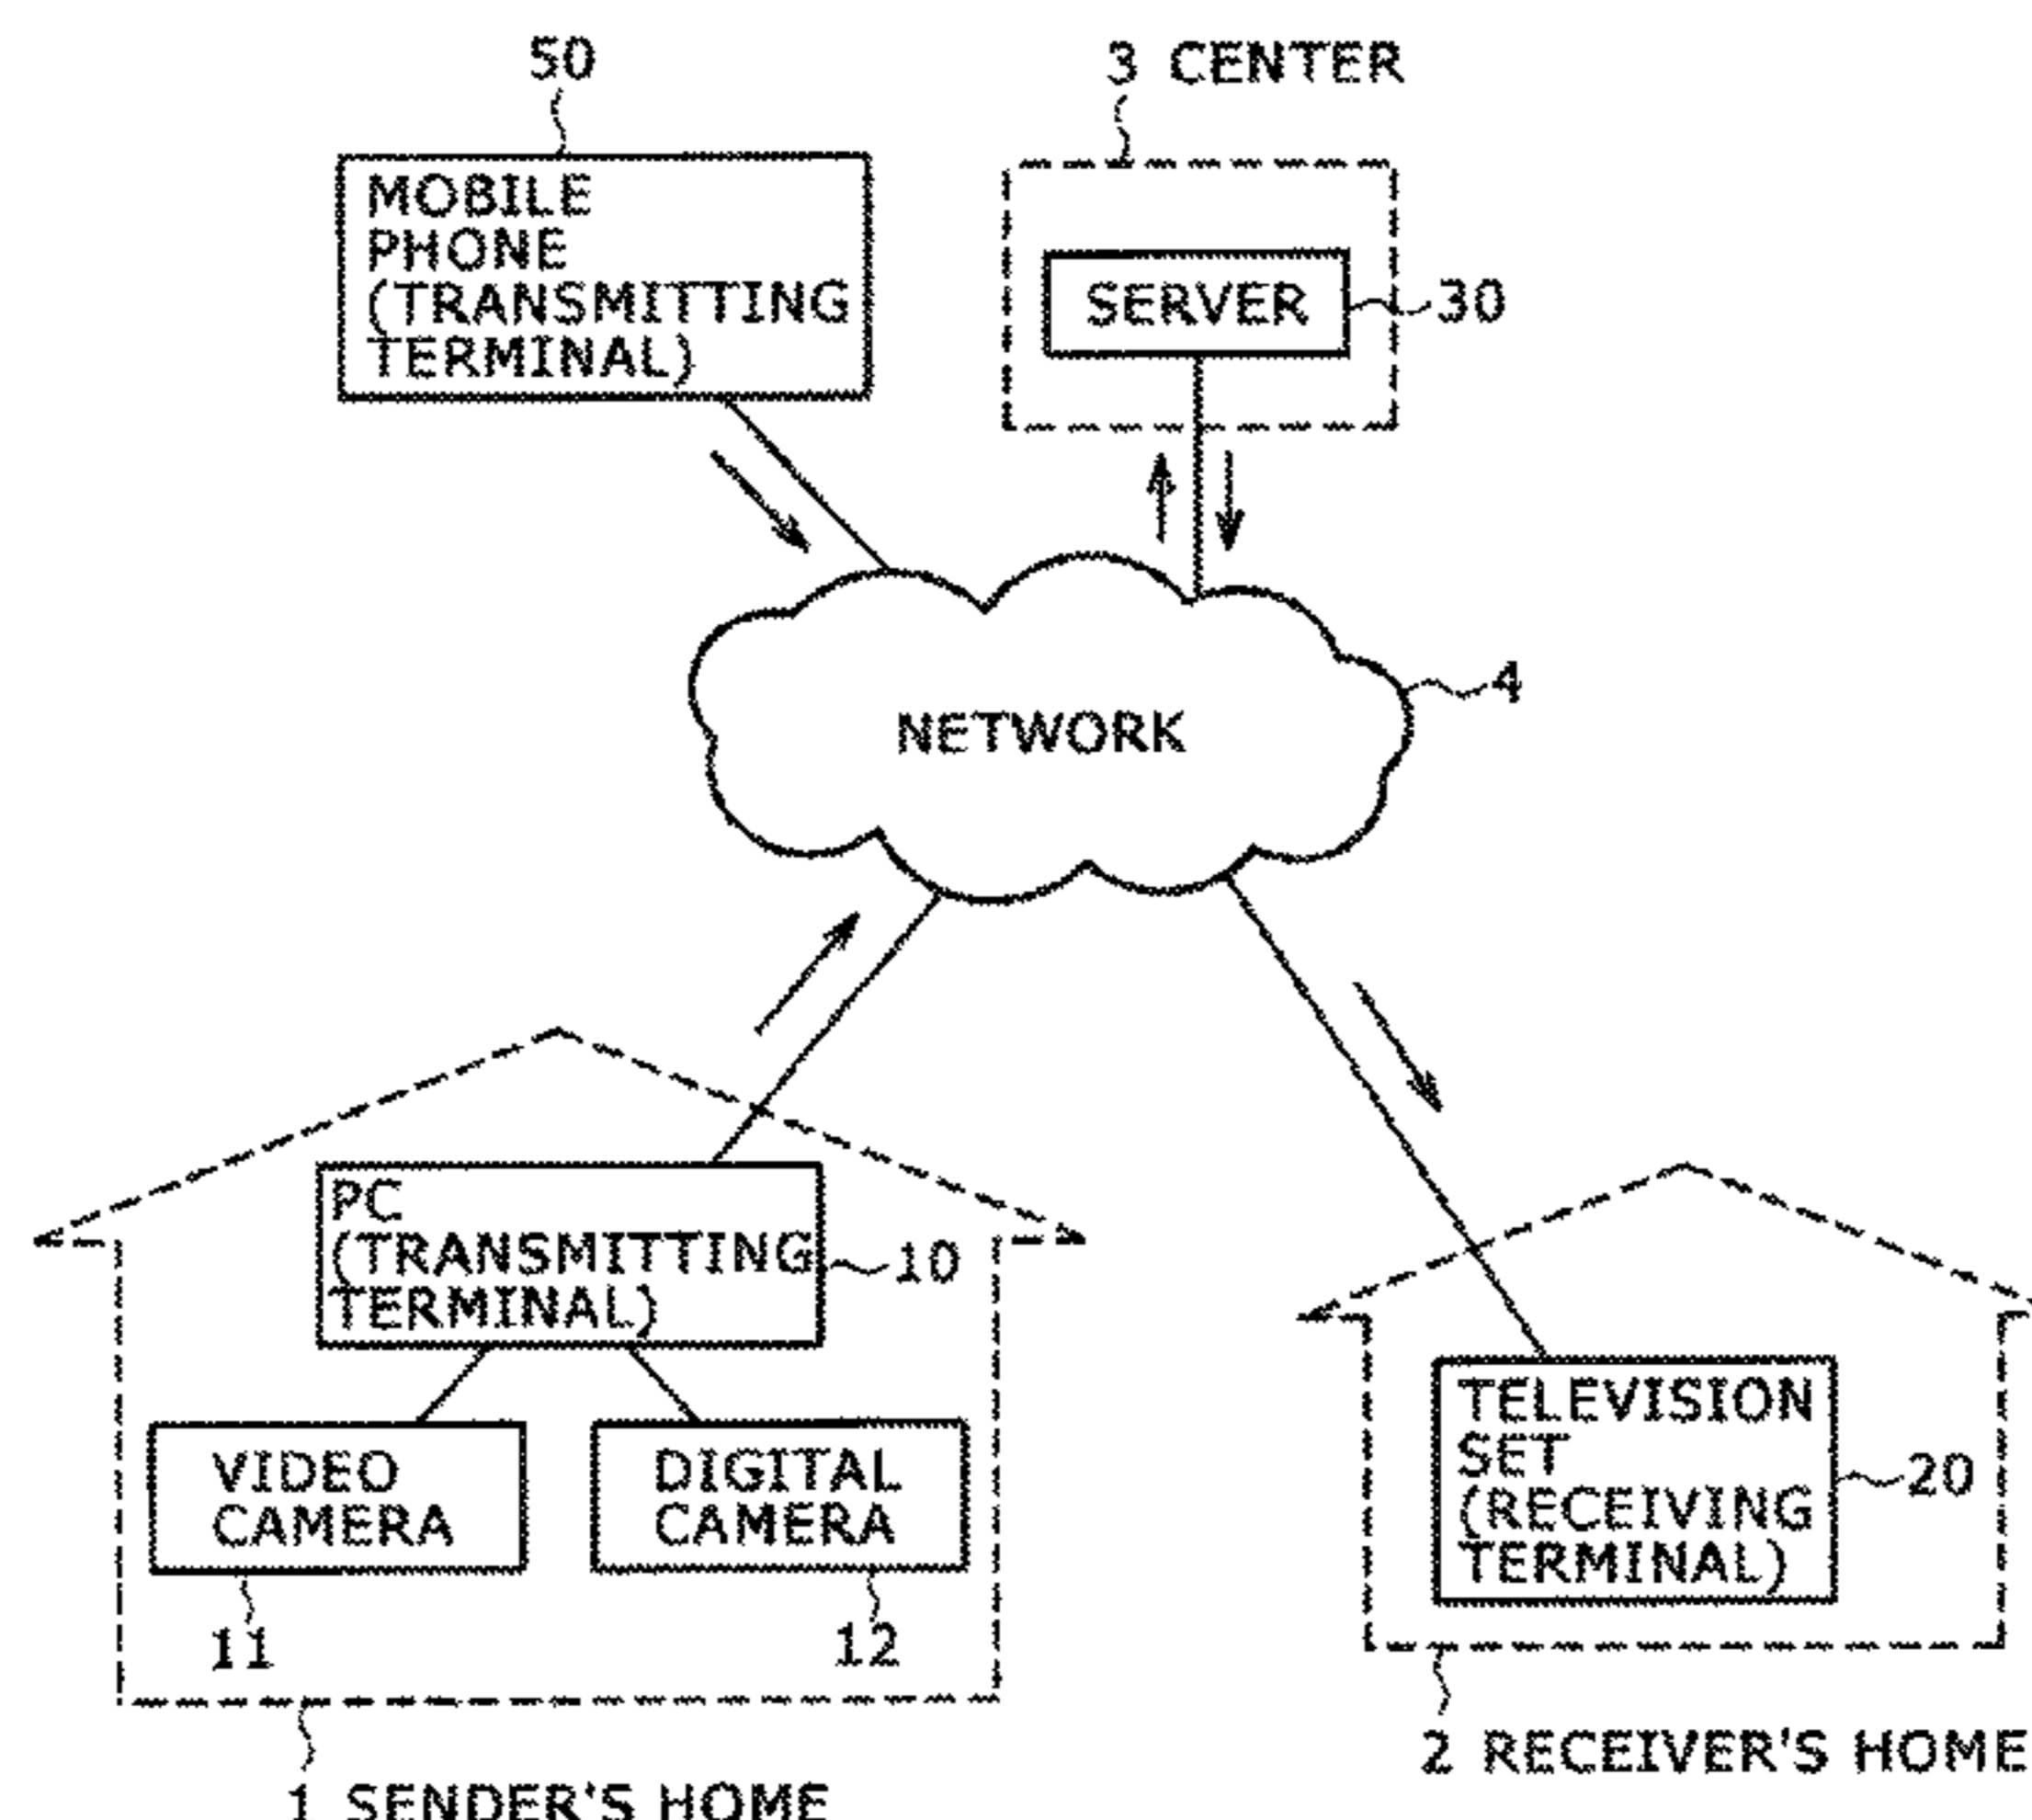 50
3 CENTER
MOBILE
PHONE
(TRANSMITTING
TERMINAL)
SERVER
30
4
NETWORK
PC
(TRANSMITTING
TERMINAL)
10
VIDEO
CAMERA
DIGITAL
CAMERA
11
12
1 SENDER'S HOME
TELEVISION
SET
(RECEIVING
TERMINAL)
20
2 RECEIVER'S HOME